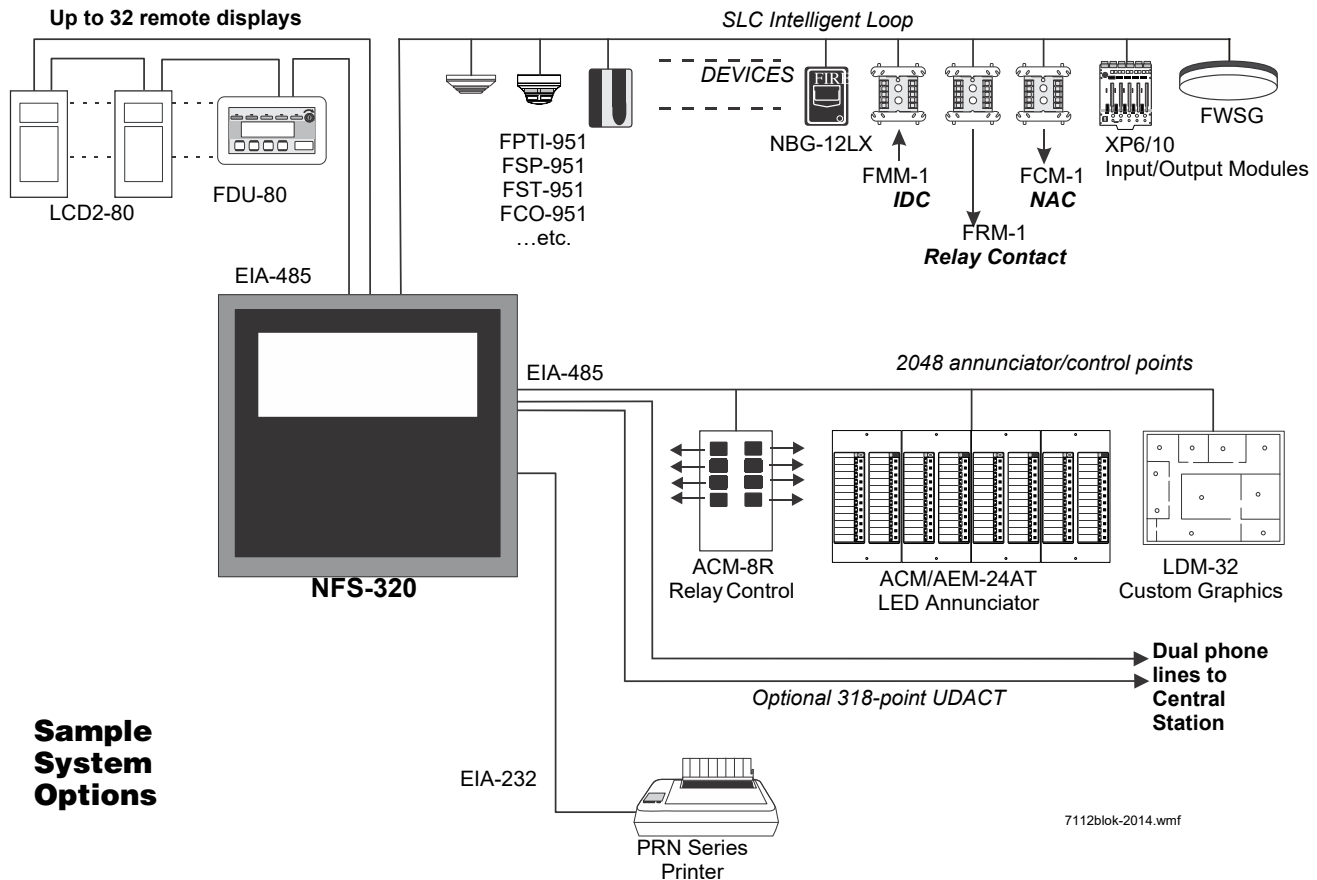 Up to 32 remote displays
SLC Intelligent Loop
DEVICES
FIR
NBG-12LX
FWSG
XP6/10
Input/Output Modules
FPTI-951
FSP-951
FST-951
FCO-951
…etc.
FMM-1
IDC
FCM-1
NAC
FRM-1
Relay Contact
FDU-80
LCD2-80
EIA-485
EIA-485
2048 annunciator/control points
NFS-320
ACM-8R
Relay Control
ACM/AEM-24AT
LED Annunciator
LDM-32
Custom Graphics
Dual phone
lines to
Central
Station
Optional 318-point UDACT
Sample
System
Options
EIA-232
PRN Series
Printer
7112blok-2014.wmf